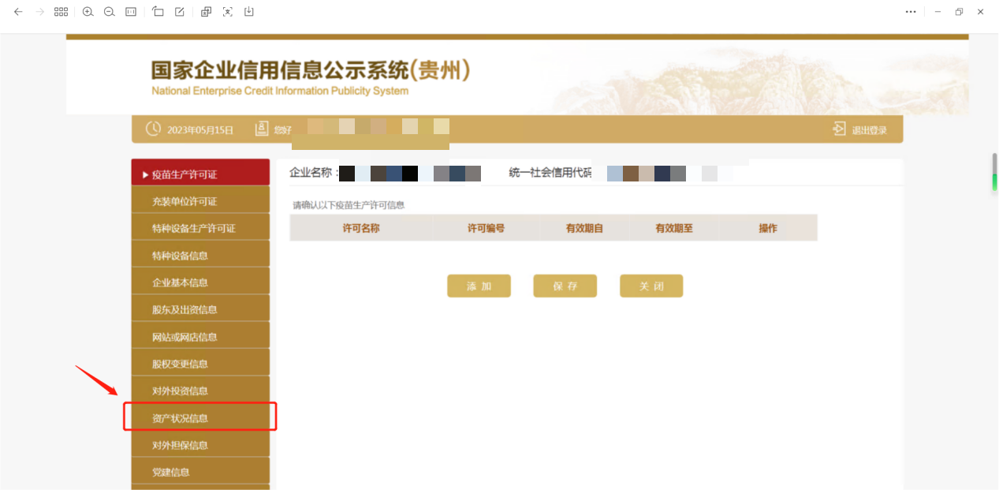 国家企业信用信息公示系统(贵州)
National Enterprise Credit Information Publicity System
2023年05月15日 您好
退出登录
疫苗生产许可证
充装单位许可证
特种设备生产许可证
特种设备信息
企业基本信息
股东及出资信息
网站或网店信息
股权变更信息
对外投资信息
资产状况信息
对外担保信息
党建信息
企业名称： 统一社会信用代码
请确认以下疫苗生产许可信息
许可名称 许可编号 有效期自 有效期至 操作
添加 保存 关闭